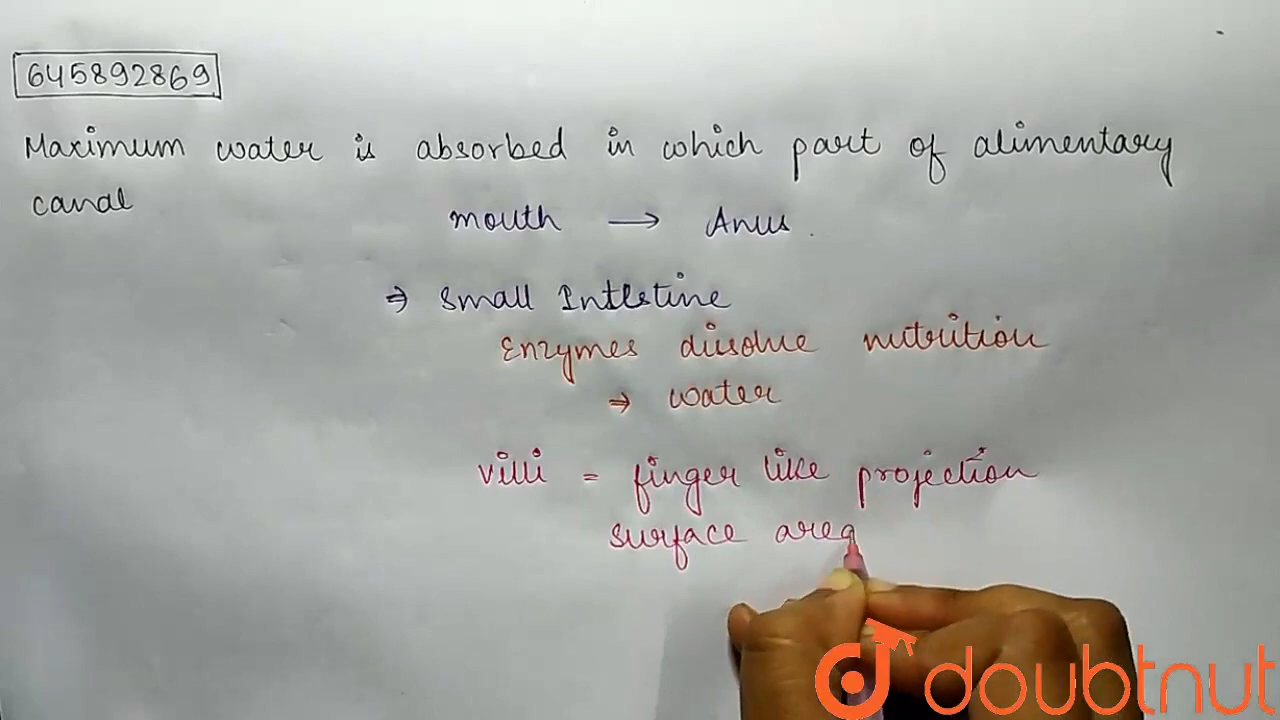 645892869
Maximum water is absorbed in which part of alimentary
canal
mouth → Anus.
⇒ Small Intestine
Enzymes dissolve nutrition
⇒ water
villi = finger like projection
surface area
doubtnut